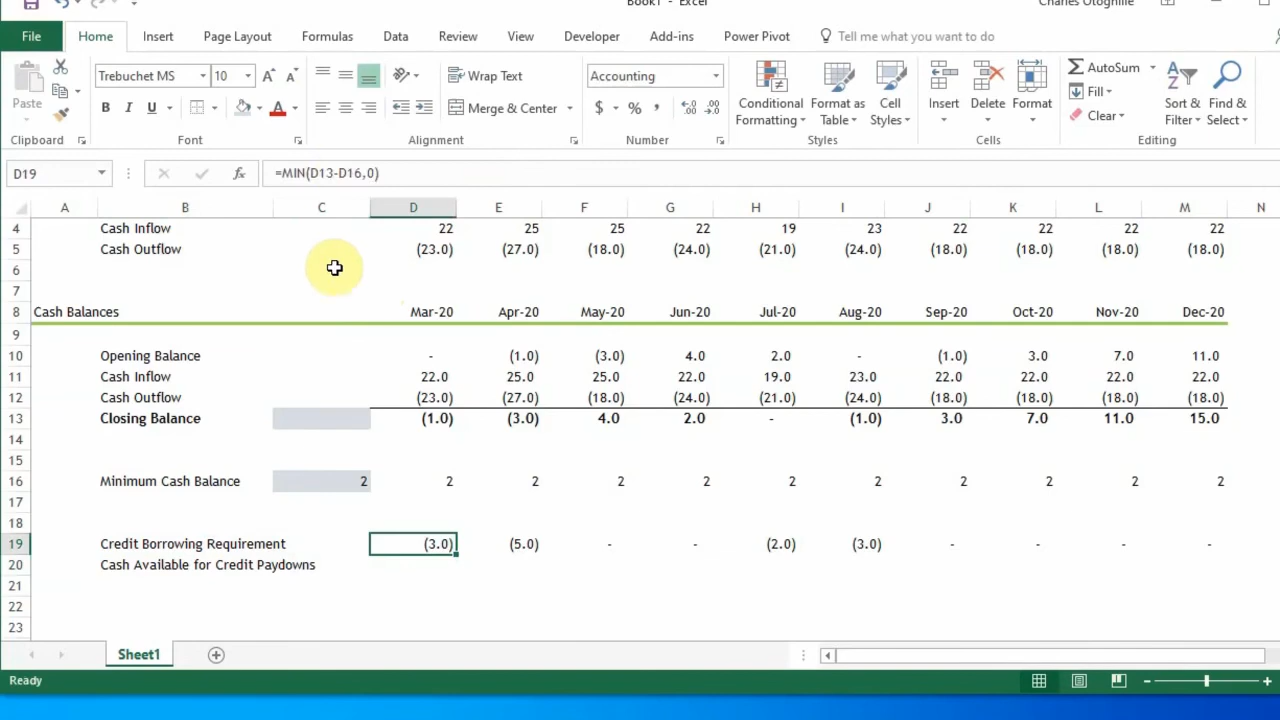 Book1 - Excel
Charles Otoghille
File Home Insert Page Layout Formulas Data Review View Developer Add-ins Power Pivot Tell me what you want to do
Trebuchet MS 10 A A Wrap Text Accounting AutoSum
Paste B I U A Merge & Center $ % , Conditional Formatting Format as Table Cell Styles Insert Delete Format Fill Clear Sort & Filter Find & Select
Clipboard Font Alignment Number Styles Cells Editing
D19 fx =MIN(D13-D16,0)
A B C D E F G H I J K L M N
4 Cash Inflow 22 25 25 22 19 23 22 22 22 22
5 Cash Outflow (23.0) (27.0) (18.0) (24.0) (21.0) (24.0) (18.0) (18.0) (18.0) (18.0)
6
7
8 Cash Balances Mar-20 Apr-20 May-20 Jun-20 Jul-20 Aug-20 Sep-20 Oct-20 Nov-20 Dec-20
9
10 Opening Balance - (1.0) (3.0) 4.0 2.0 - (1.0) 3.0 7.0 11.0
11 Cash Inflow 22.0 25.0 25.0 22.0 19.0 23.0 22.0 22.0 22.0 22.0
12 Cash Outflow (23.0) (27.0) (18.0) (24.0) (21.0) (24.0) (18.0) (18.0) (18.0) (18.0)
13 Closing Balance (1.0) (3.0) 4.0 2.0 - (1.0) 3.0 7.0 11.0 15.0
14
15
16 Minimum Cash Balance 2 2 2 2 2 2 2 2 2 2 2
17
18
19 Credit Borrowing Requirement (3.0) (5.0) - - (2.0) (3.0) - - - -
20 Cash Available for Credit Paydowns
21
22
23
Sheet1
Ready